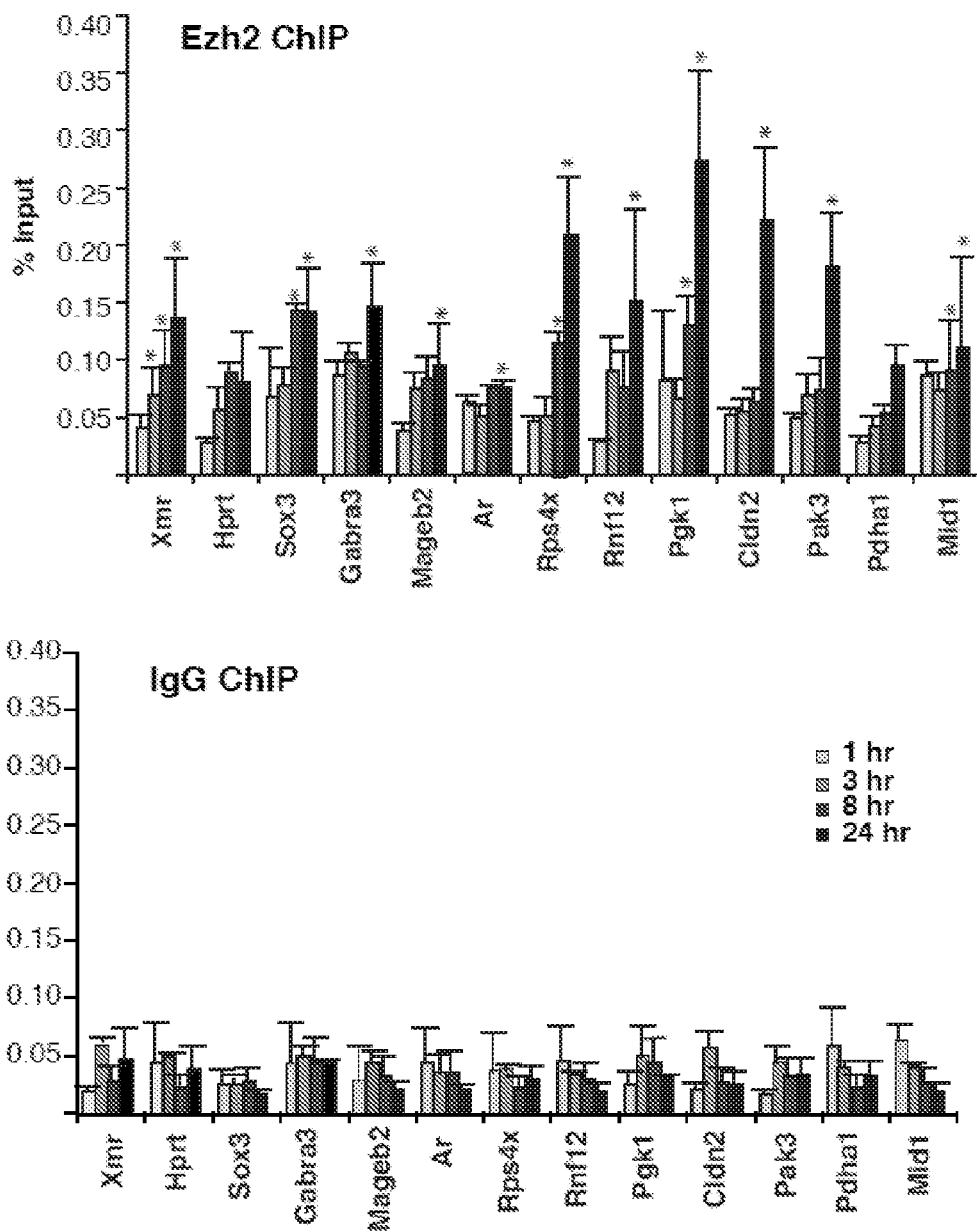 0.40
Ezh2 ChIP
0.35
0.30
0.25
% Input
0.20
0.15
0.10
0.05
* * * * * * * * * * * * * * * * *
Xmr Hprt Sox3 Gabra3 Mageb2 Ar Rps4x Rnf12 Pgk1 Cldn2 Pak3 Pdha1 Mid1
0.40
IgG ChIP
0.35
0.30
0.25
0.20
0.15
0.10
0.05
1 hr
3 hr
8 hr
24 hr
Xmr Hprt Sox3 Gabra3 Mageb2 Ar Rps4x Rnf12 Pgk1 Cldn2 Pak3 Pdha1 Mid1